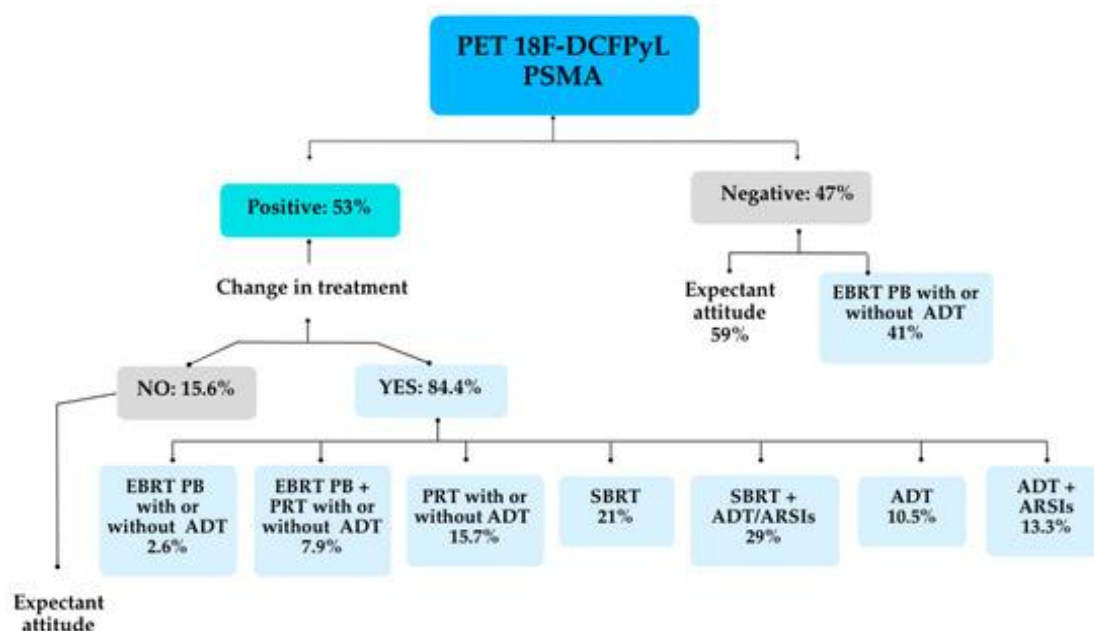 PET 18F-DCFPyL
PSMA
Positive: 53%
Negative: 47%
Change in treatment
Expectant
attitude
59%
EBRT PB with or
without ADT
41%
NO: 15.6%
YES: 84.4%
EBRT PB
with or
without ADT
2.6%
EBRT PB +
PRT with or
without ADT
7.9%
PRT with or
without ADT
15.7%
SBRT
21%
SBRT +
ADT/ARSIs
29%
ADT
10.5%
ADT +
ARSIs
13.3%
Expectant
attitude